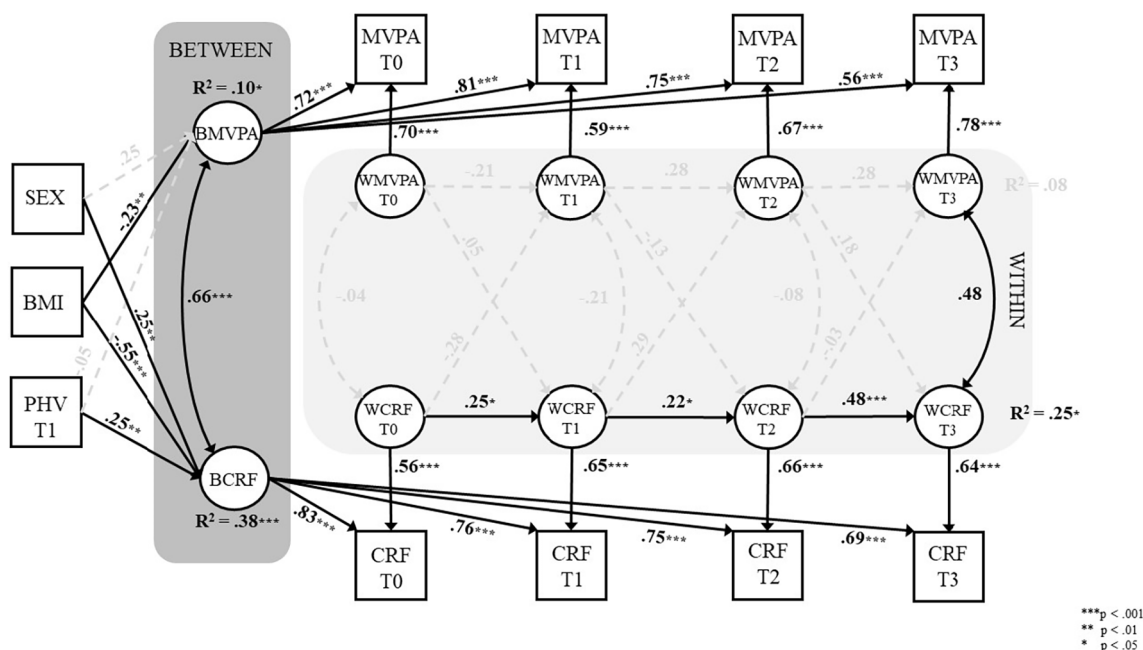 BETWEEN
R² = .10*
BMVPA
SEX
BMI
PHV
T1
.25
-.23**
-.05
.66***
.25**
-.55***
.25**
BCRF
R² = .38***
MVPA
T0
MVPA
T1
MVPA
T2
MVPA
T3
.72***
.81***
.75***
.56***
.70***
.59***
.67***
.78***
WMVPA
T0
WMVPA
T1
WMVPA
T2
WMVPA
T3
-.21
.28
.28
R² = .08
-.04
.05
-.28
-.21
-.13
.29
-.08
.18
-.03
.48
WITHIN
WCRF
T0
WCRF
T1
WCRF
T2
WCRF
T3
.25*
.22*
.48***
R² = .25*
.56***
.65***
.66***
.64***
.83***
.76***
.75***
.69***
CRF
T0
CRF
T1
CRF
T2
CRF
T3
***p < .001
** p < .01
* p < .05